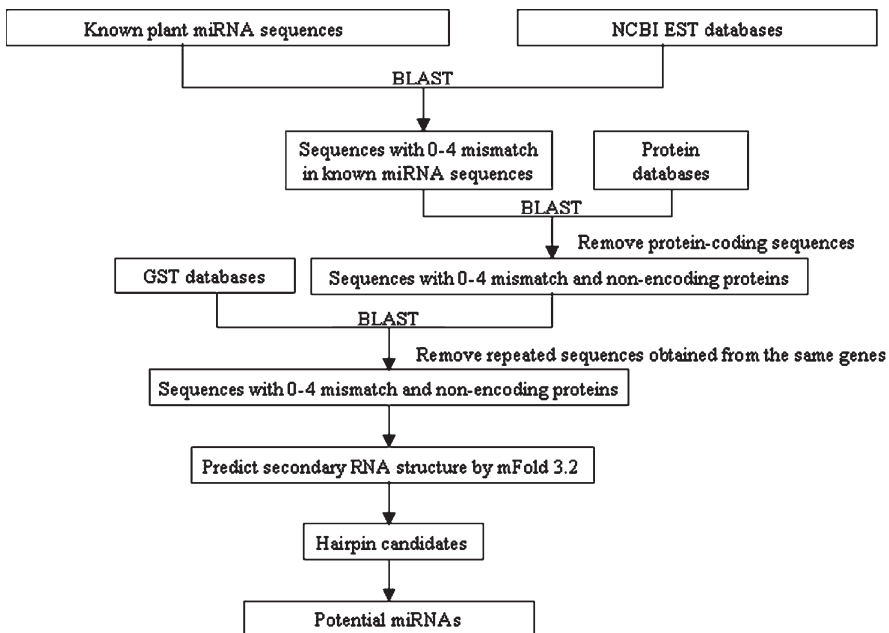 Known plant miRNA sequences
NCBI EST databases
BLAST
Sequences with 0-4 mismatch
in known miRNA sequences
Protein
databases
BLAST
Remove protein-coding sequences
GST databases
Sequences with 0-4 mismatch and non-encoding proteins
BLAST
Remove repeated sequences obtained from the same genes
Sequences with 0-4 mismatch and non-encoding proteins
Predict secondary RNA structure by mFold 3.2
Hairpin candidates
Potential miRNAs